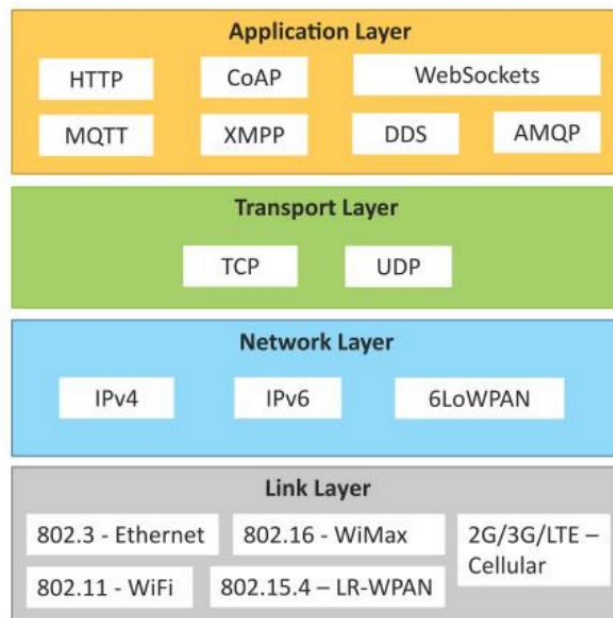 Application Layer
HTTP
CoAP
WebSockets
MQTT
XMPP
DDS
AMQP
Transport Layer
TCP
UDP
Network Layer
IPv4
IPv6
6LoWPAN
Link Layer
802.3 - Ethernet
802.16 - WiMax
2G/3G/LTE –
Cellular
802.11 - WiFi
802.15.4 – LR-WPAN